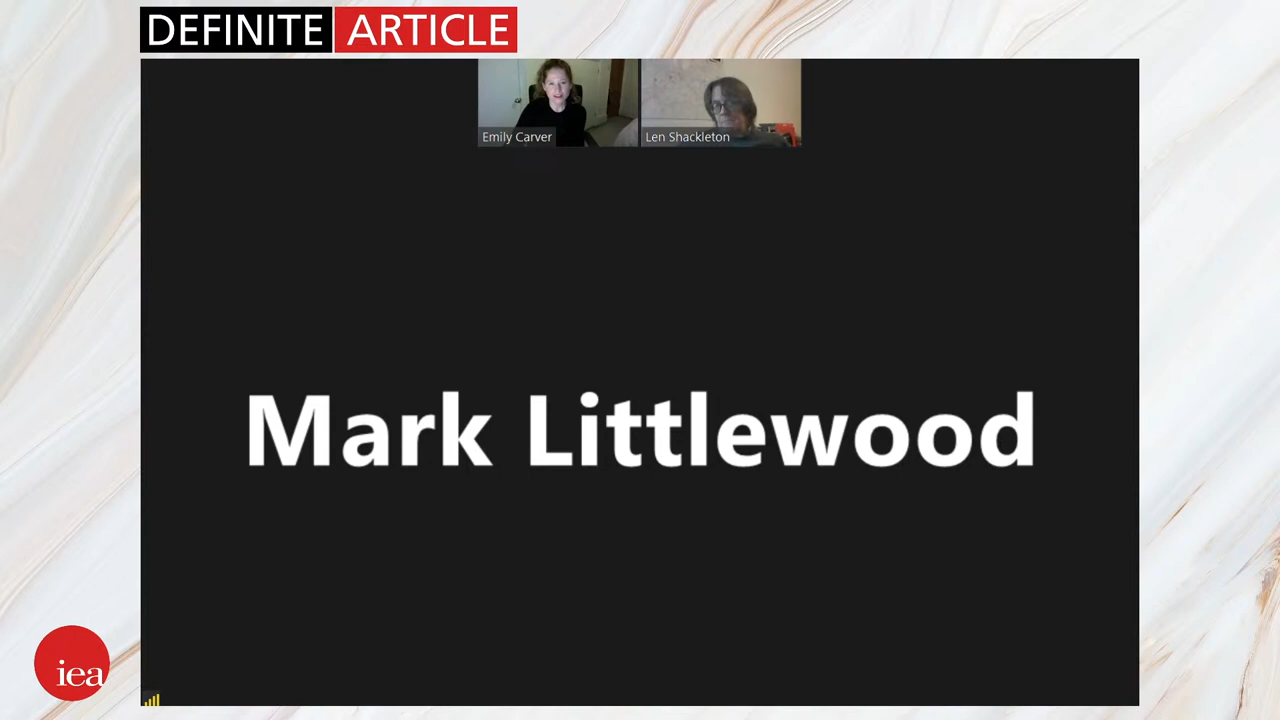 DEFINITE ARTICLE
Emily Carver
Len Shackleton
Mark Littlewood
iea